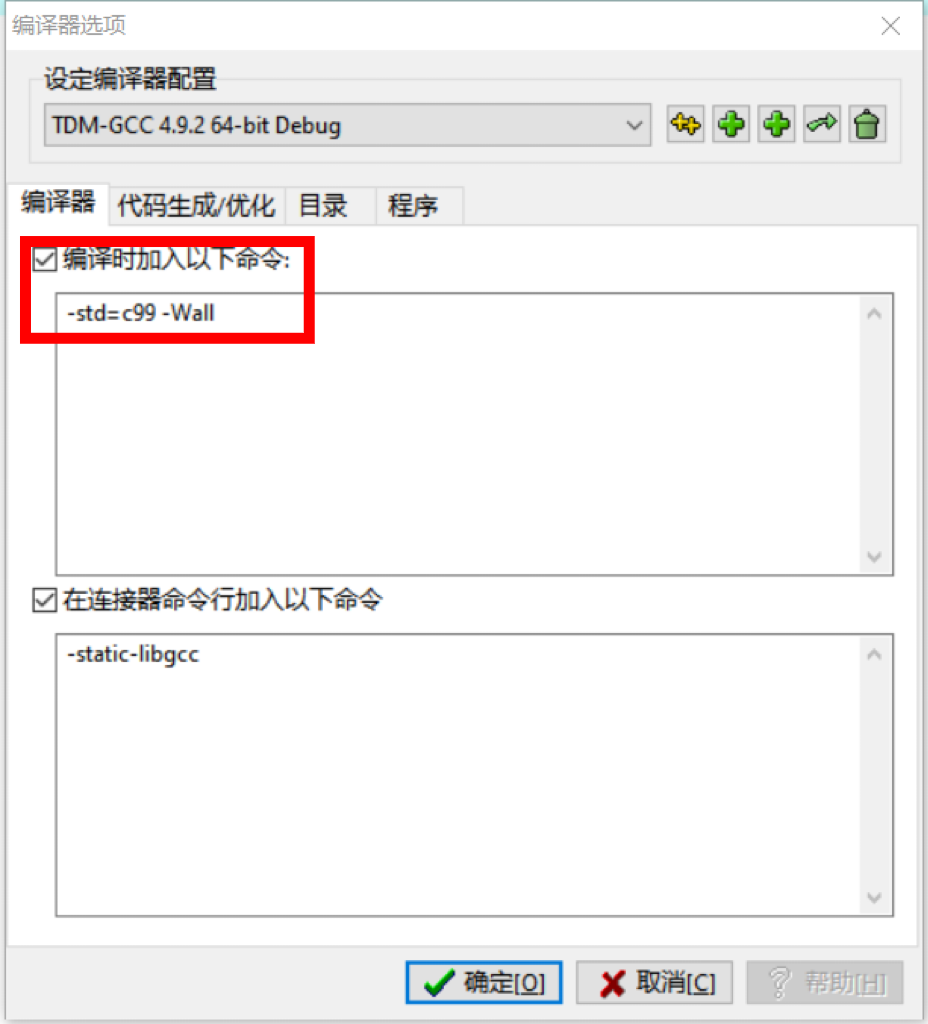 编译器选项
设定编译器配置
TDM-GCC 4.9.2 64-bit Debug
编译器 代码生成/优化 目录 程序
编译时加入以下命令:
-std=c99 -Wall
在连接器命令行加入以下命令
-static-libgcc
确定[O] 取消[C] 帮助[H]